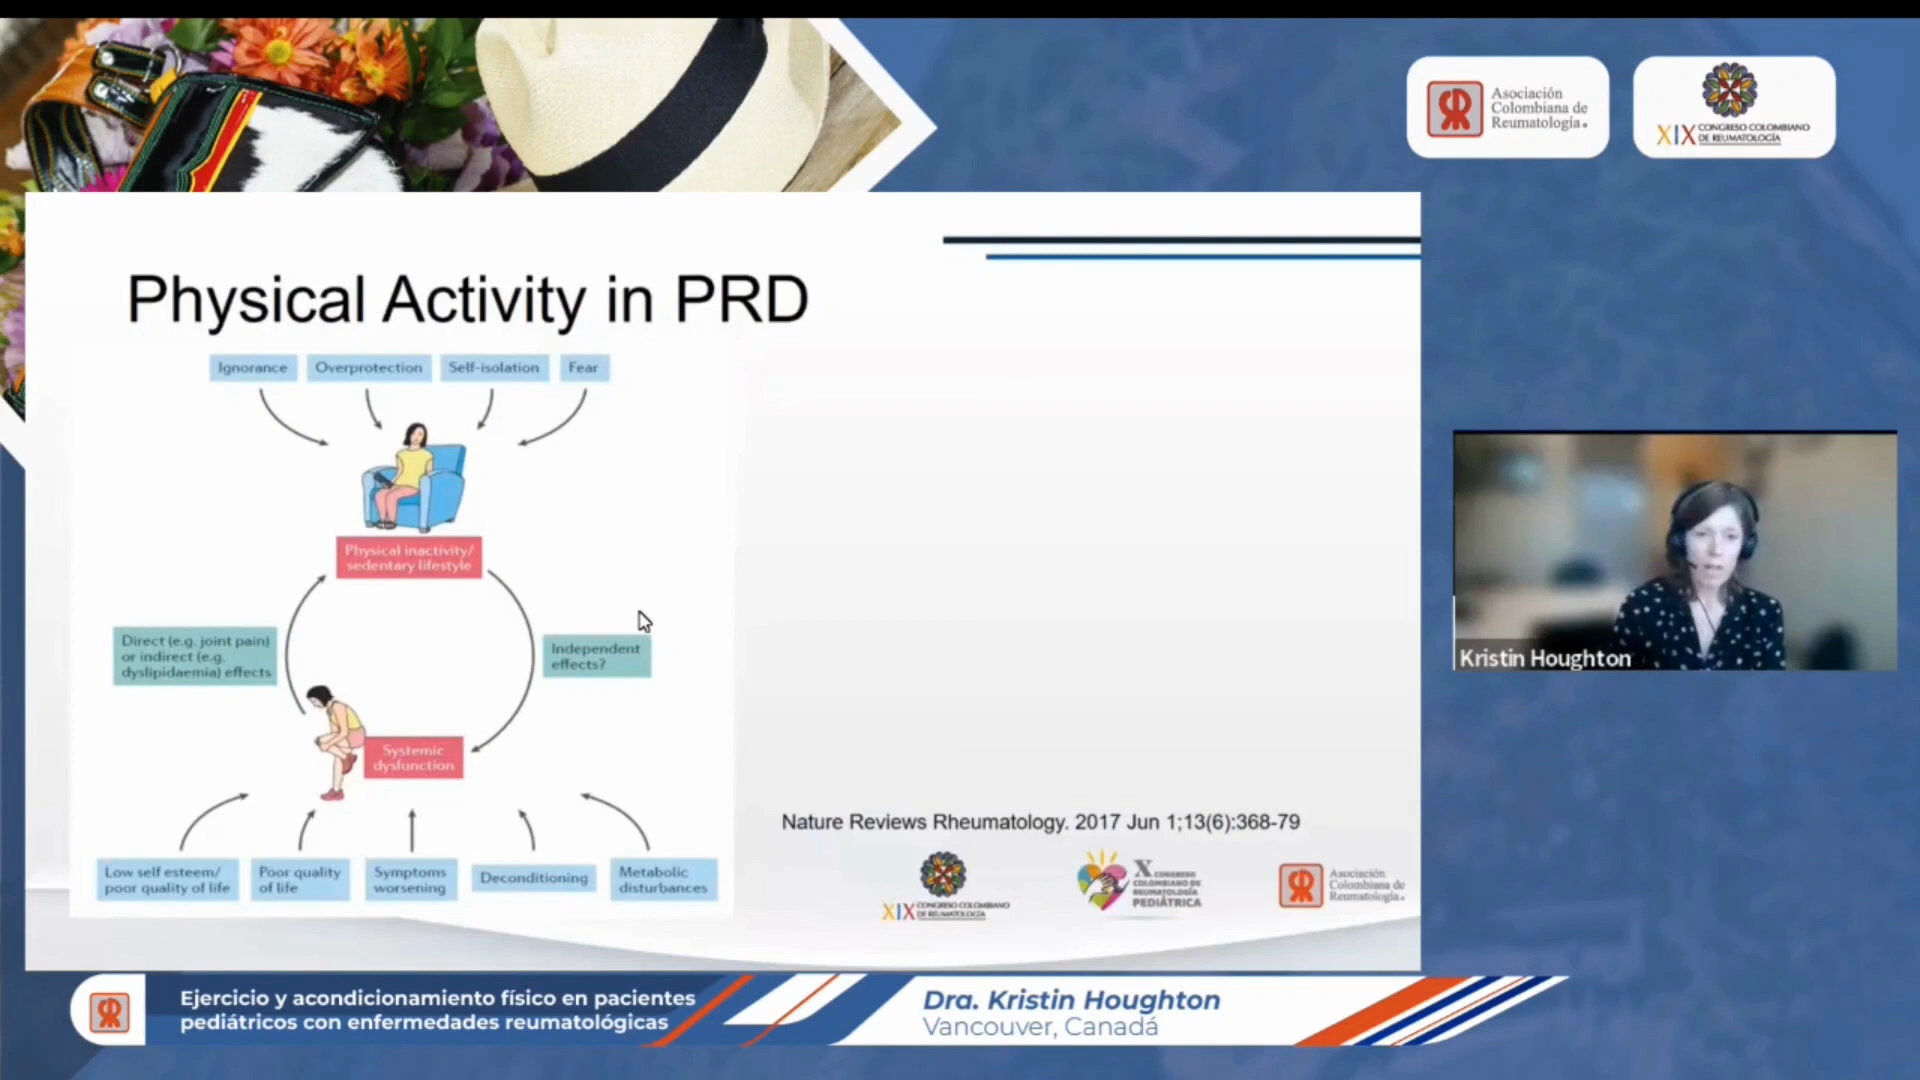 Asociación
Colombiana de
Reumatología.
XIX CONGRESO COLOMBIANO
DE REUMATOLOGÍA
Physical Activity in PRD
Ignorance
Overprotection
Self-isolation
Fear
Physical inactivity/
sedentary lifestyle
Direct (e.g. joint pain)
or indirect (e.g.
dyslipidaemia) effects
Independent
effects?
Systemic
dysfunction
Low self esteem/
poor quality of life
Poor quality
of life
Symptoms
worsening
Deconditioning
Metabolic
disturbances
Nature Reviews Rheumatology. 2017 Jun 1;13(6):368-79
XIX CONGRESO COLOMBIANO
DE REUMATOLOGÍA
X CONGRESO
COLOMBIANO DE
REUMATOLOGÍA
PEDIÁTRICA
Asociación
Colombiana de
Reumatología.
Kristin Houghton
Ejercicio y acondicionamiento físico en pacientes
pediátricos con enfermedades reumatológicas
Dra. Kristin Houghton
Vancouver, Canadá